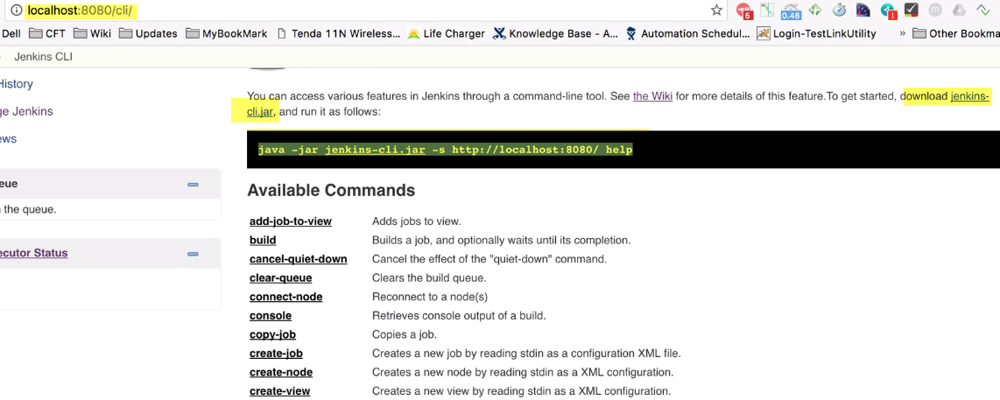 localhost:8080/cli/
5
0.48
!
m
Dell CFT Wiki Updates MyBookMark Tenda 11N Wireless... Life Charger Knowledge Base - A... Automation Schedul... Login-TestLinkUtility » Other Bookma
Jenkins CLI
History
ge Jenkins
ews
eue
the queue.
ecutor Status
You can access various features in Jenkins through a command-line tool. See the Wiki for more details of this feature.To get started, download jenkins-
cli.jar, and run it as follows:
java -jar jenkins-cli.jar -s http://localhost:8080/ help
Available Commands
add-job-to-view Adds jobs to view.
build Builds a job, and optionally waits until its completion.
cancel-quiet-down Cancel the effect of the "quiet-down" command.
clear-queue Clears the build queue.
connect-node Reconnect to a node(s)
console Retrieves console output of a build.
copy-job Copies a job.
create-job Creates a new job by reading stdin as a configuration XML file.
create-node Creates a new node by reading stdin as a XML configuration.
create-view Creates a new view by reading stdin as a XML configuration.